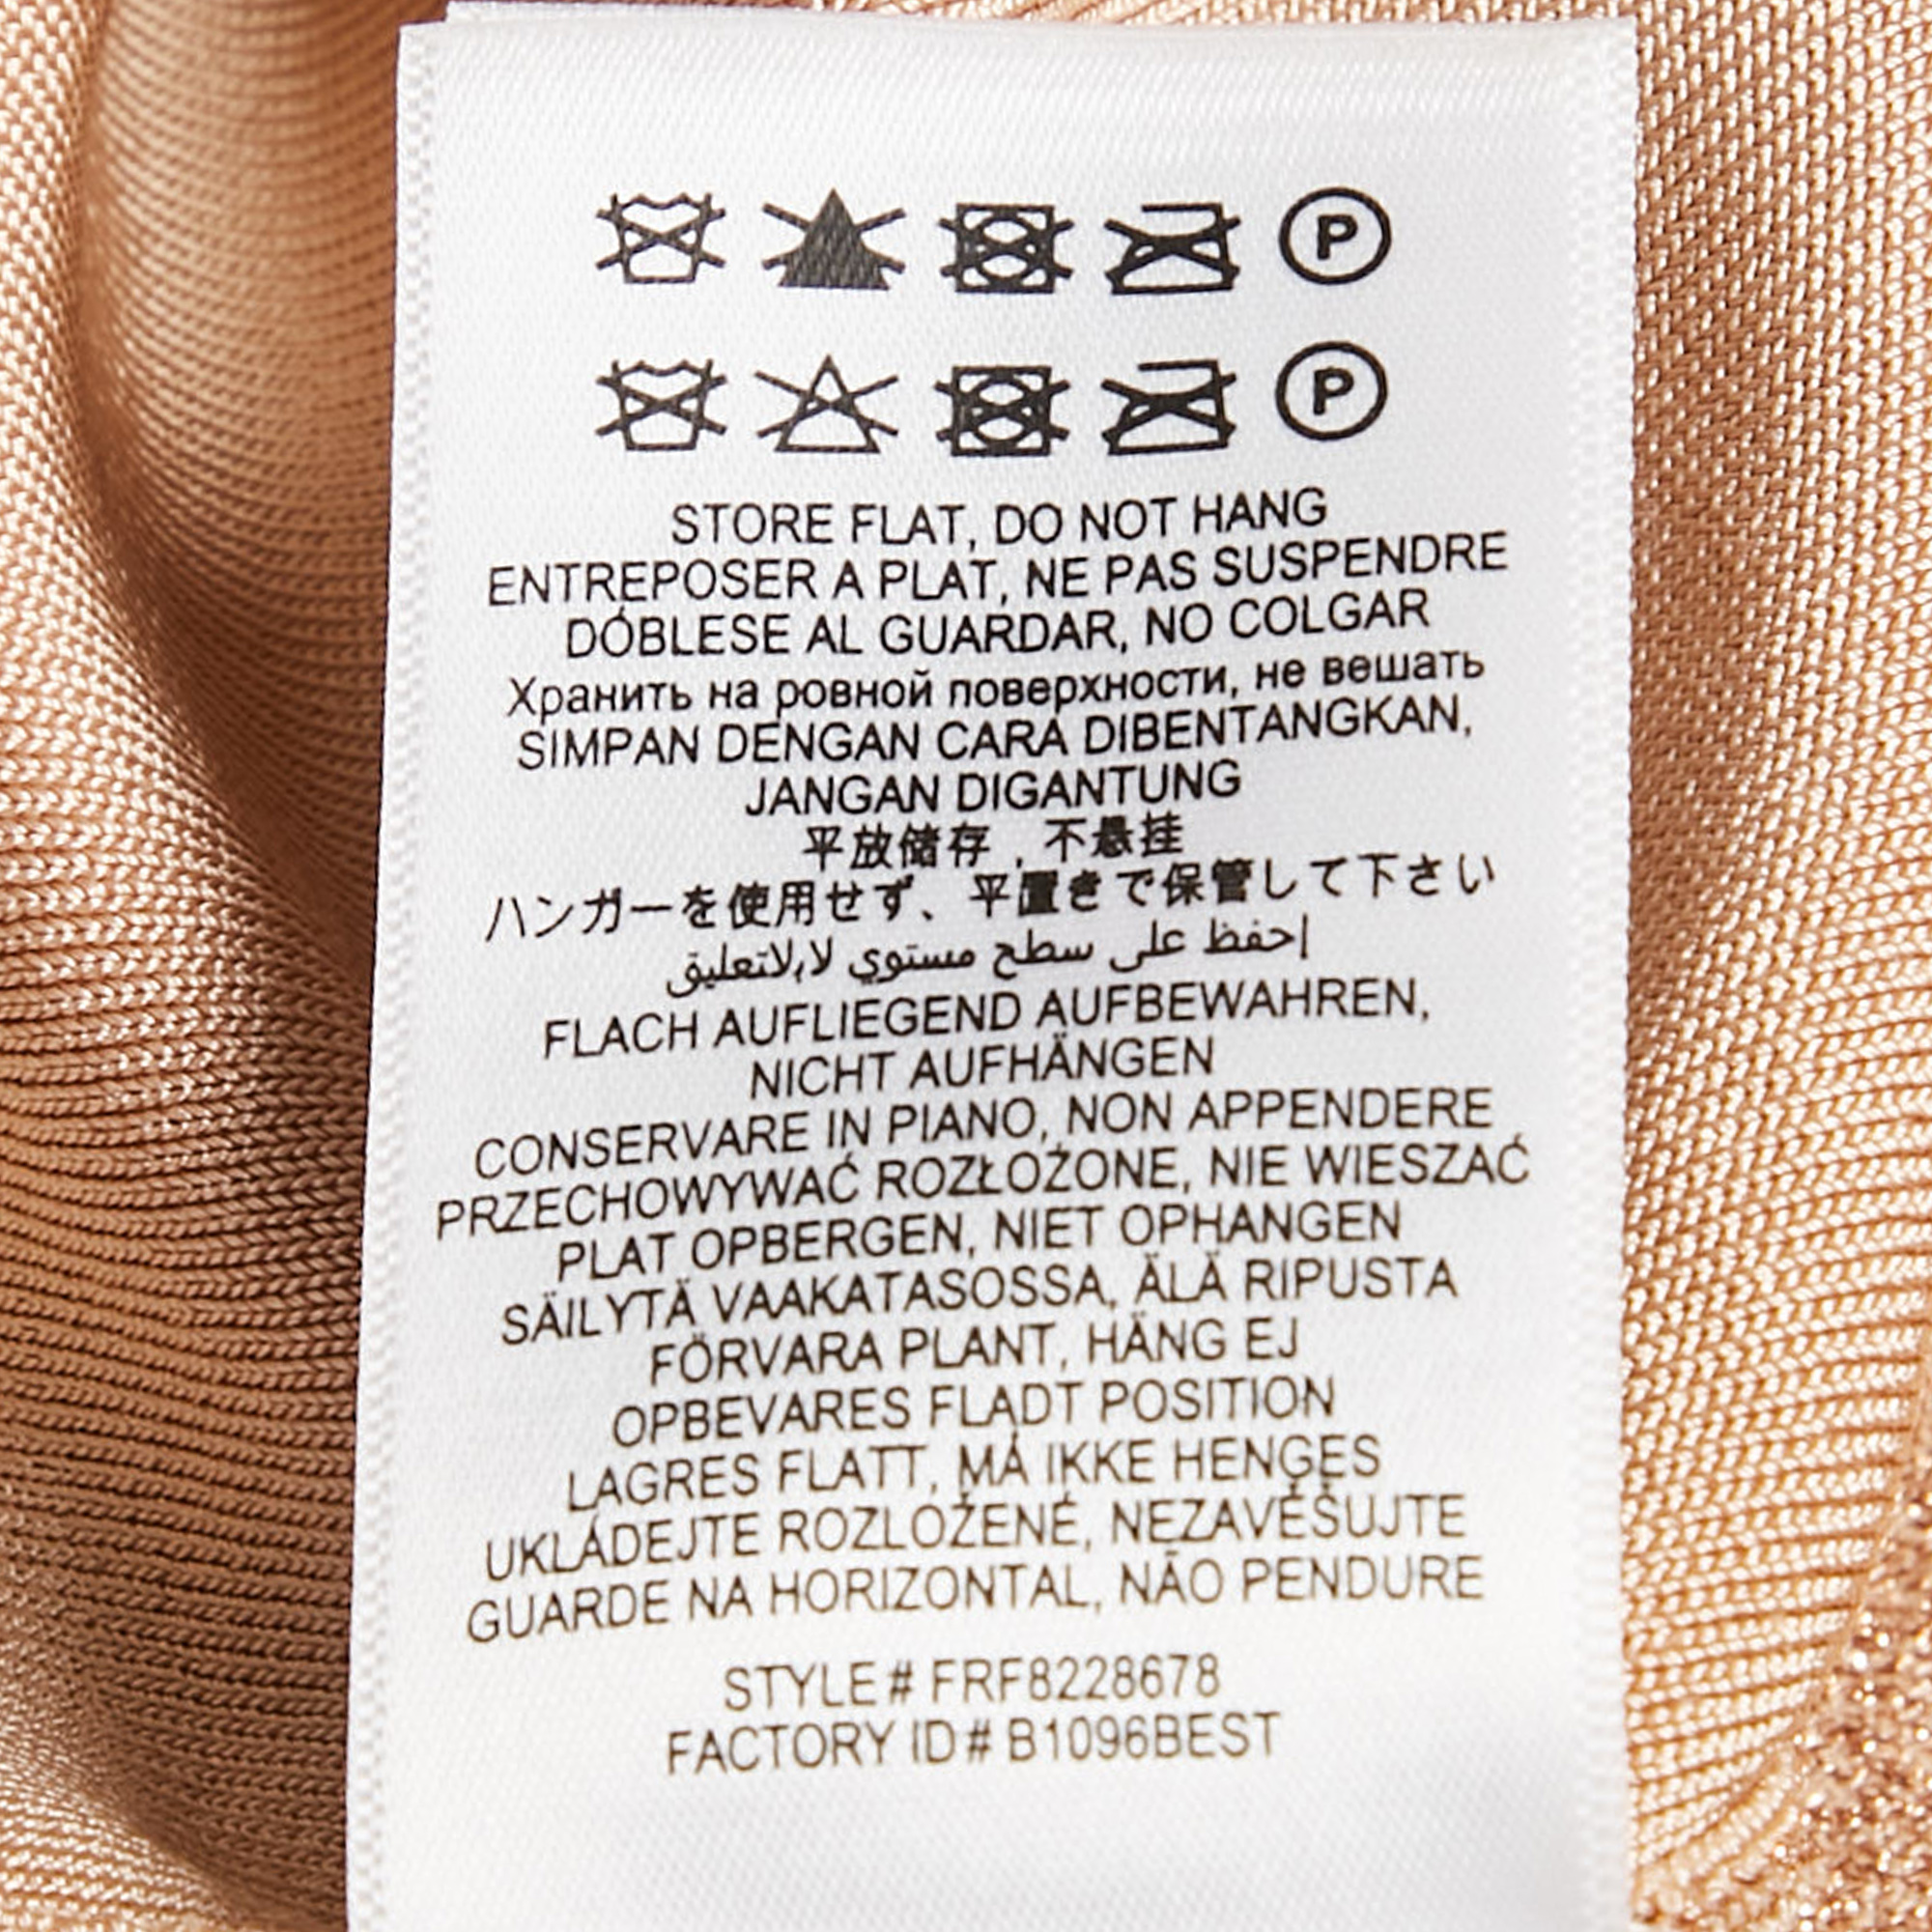 P
P
STORE FLAT, DO NOT HANG
ENTREPOSER A PLAT, NE PAS SUSPENDRE
DÓBLESE AL GUARDAR, NO COLGAR
Хранить на ровной поверхности, не вешать
SIMPAN DENGAN CARA DIBENTANGKAN,
JANGAN DIGANTUNG
平放储存，不悬挂
ハンガーを使用せず、平置きで保管して下さい
إحفظ على سطح مستوي لا,لاتعليق
FLACH AUFLIEGEND AUFBEWAHREN,
NICHT AUFHÄNGEN
CONSERVARE IN PIANO, NON APPENDERE
PRZECHOWYWAĆ ROZŁOŻONE, NIE WIESZAĆ
PLAT OPBERGEN, NIET OPHANGEN
SÄILYTÄ VAAKATASOSSA, ÄLÄ RIPUSTA
FÖRVARA PLANT, HÄNG EJ
OPBEVARES FLADT POSITION
LAGRES FLATT, MÅ IKKE HENGES
UKLÁDEJTE ROZLOŽENÉ, NEZAVĚŠUJTE
GUARDE NA HORIZONTAL, NÃO PENDURE
STYLE# FRF8228678
FACTORY ID# B1096BEST